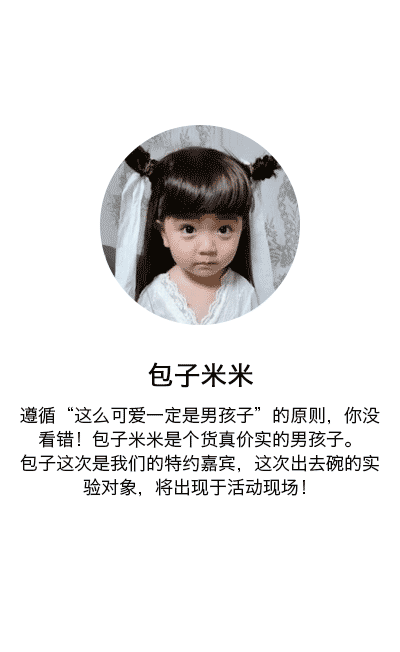 包子米米
遵循“这么可爱一定是男孩子”的原则，你没
看错！包子米米是个货真价实的男孩子。
包子这次是我们的特约嘉宾，这次出去碗的实
验对象，将出现于活动现场！